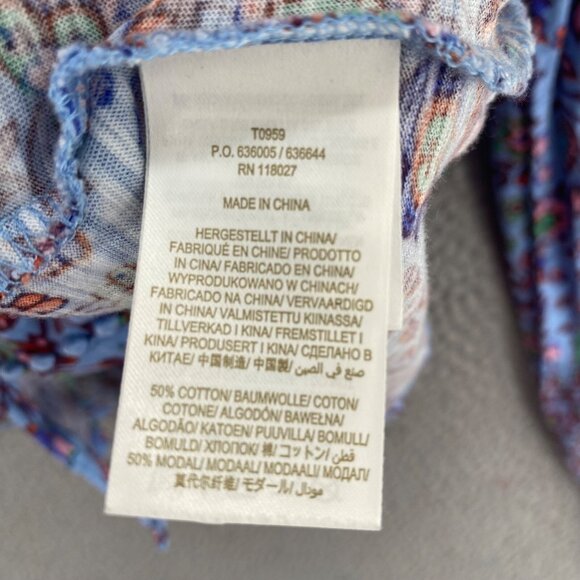 T0959
P.O. 636005 / 636644
RN 118027
MADE IN CHINA
HERGESTELLT IN CHINA/
FABRIQUÉ EN CHINE/ PRODOTTO
IN CINA/ FABRICADO EN CHINA/
WYPRODUKOWANO W CHINACH/
FABRICADO NA CHINA/ VERVAARDIGD
IN CHINA/ VALMISTETTU KIINASSA/
TILLVERKAD I KINA/ FREMSTILLET I
KINA/ PRODUSERT I KINA/ СДЕЛАНО В
КИТАЕ/ 中国制造/ 中国製/ صنع في الصين
50% COTTON/ BAUMWOLLE/ COTON/
COTONE/ ALGODÓN/ BAWEŁNA/
ALGODÃO/ KATOEN/ PUUVILLA/ BOMULL/
BOMULD/ ХЛОПОК/ 棉/ コットン/ قطن
50% MODAL/ MODAAL/ MODAALI/ МОДАЛ/
莫代尔纤维/ モダール/ مودال